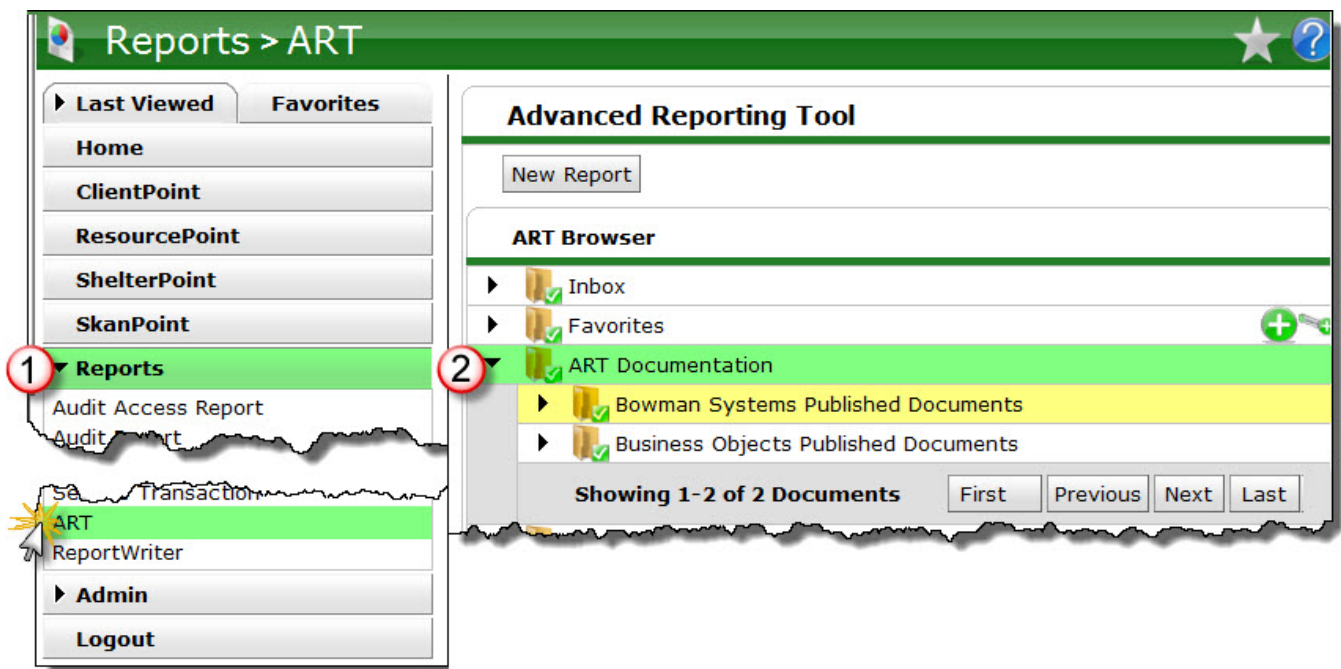 Reports > ART
?
Last Viewed
Favorites
Home
ClientPoint
ResourcePoint
ShelterPoint
SkanPoint
1
Reports
Audit Access Report
Audit
Transaction
ART
ReportWriter
Admin
Logout
Advanced Reporting Tool
New Report
ART Browser
Inbox
Favorites
2
ART Documentation
Bowman Systems Published Documents
Business Objects Published Documents
Showing 1-2 of 2 Documents
First Previous Next Last